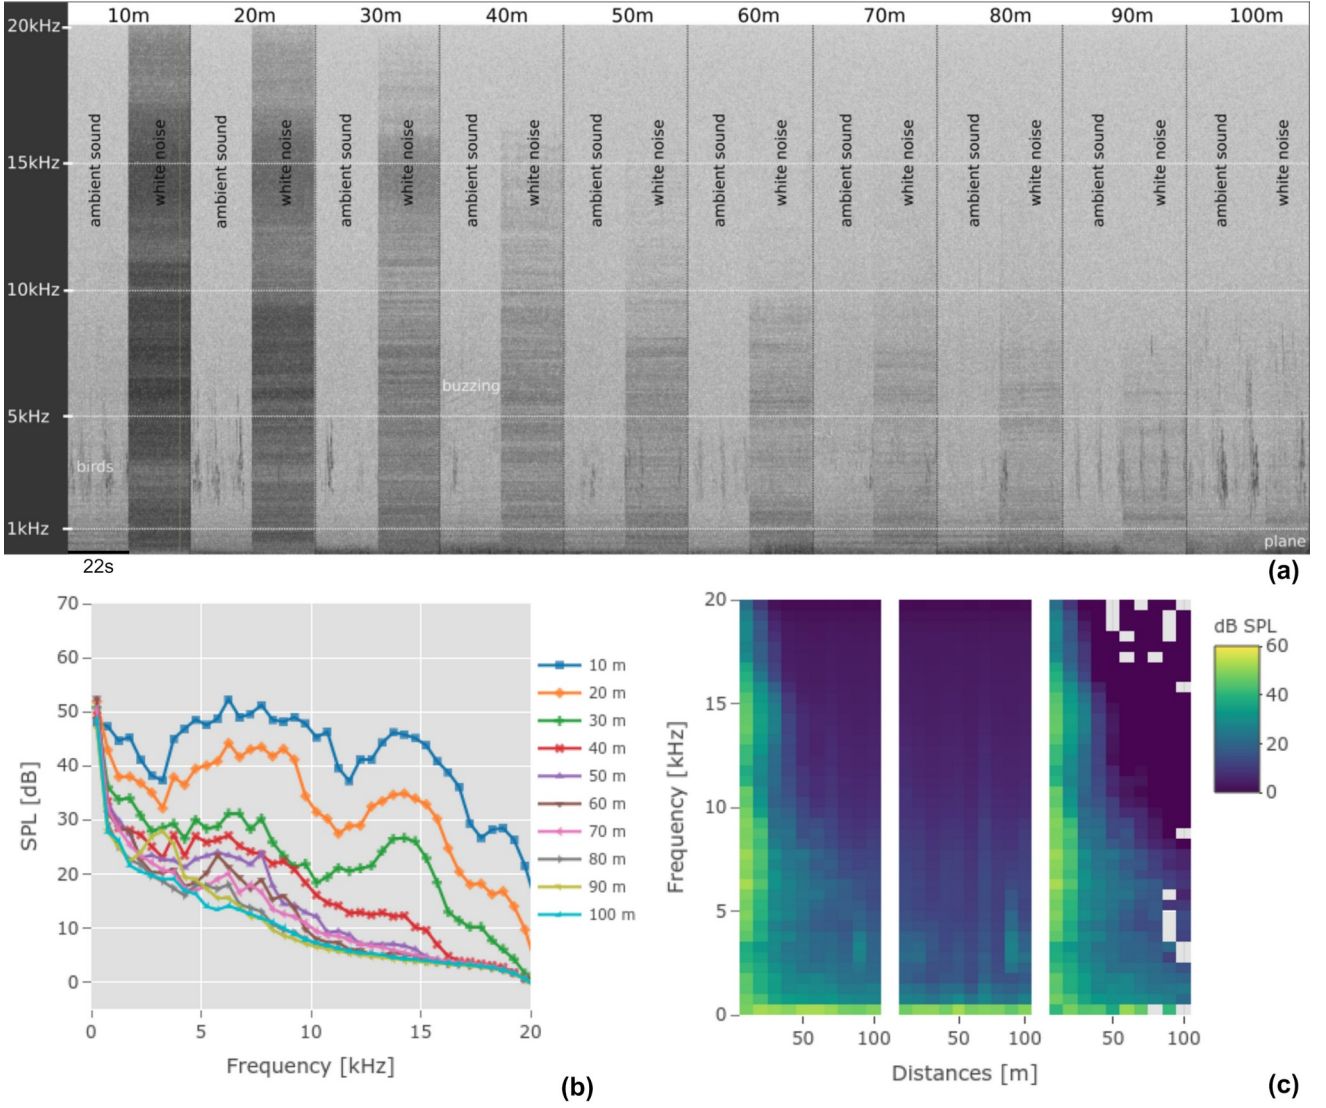 10m 20m 30m 40m 50m 60m 70m 80m 90m 100m
20kHz
ambient sound white noise ambient sound white noise ambient sound white noise ambient sound white noise ambient sound white noise ambient sound white noise ambient sound white noise ambient sound white noise ambient sound white noise ambient sound white noise
15kHz
10kHz
buzzing
5kHz
birds
1kHz
plane
22s
(a)
70
60
50
40
30
20
10
0
SPL [dB]
0 5 10 15 20
Frequency [kHz]
10 m
20 m
30 m
40 m
50 m
60 m
70 m
80 m
90 m
100 m
(b)
20
15
10
5
0
Frequency [kHz]
50 100 50 100 50 100
Distances [m]
dB SPL
60
40
20
0
(c)